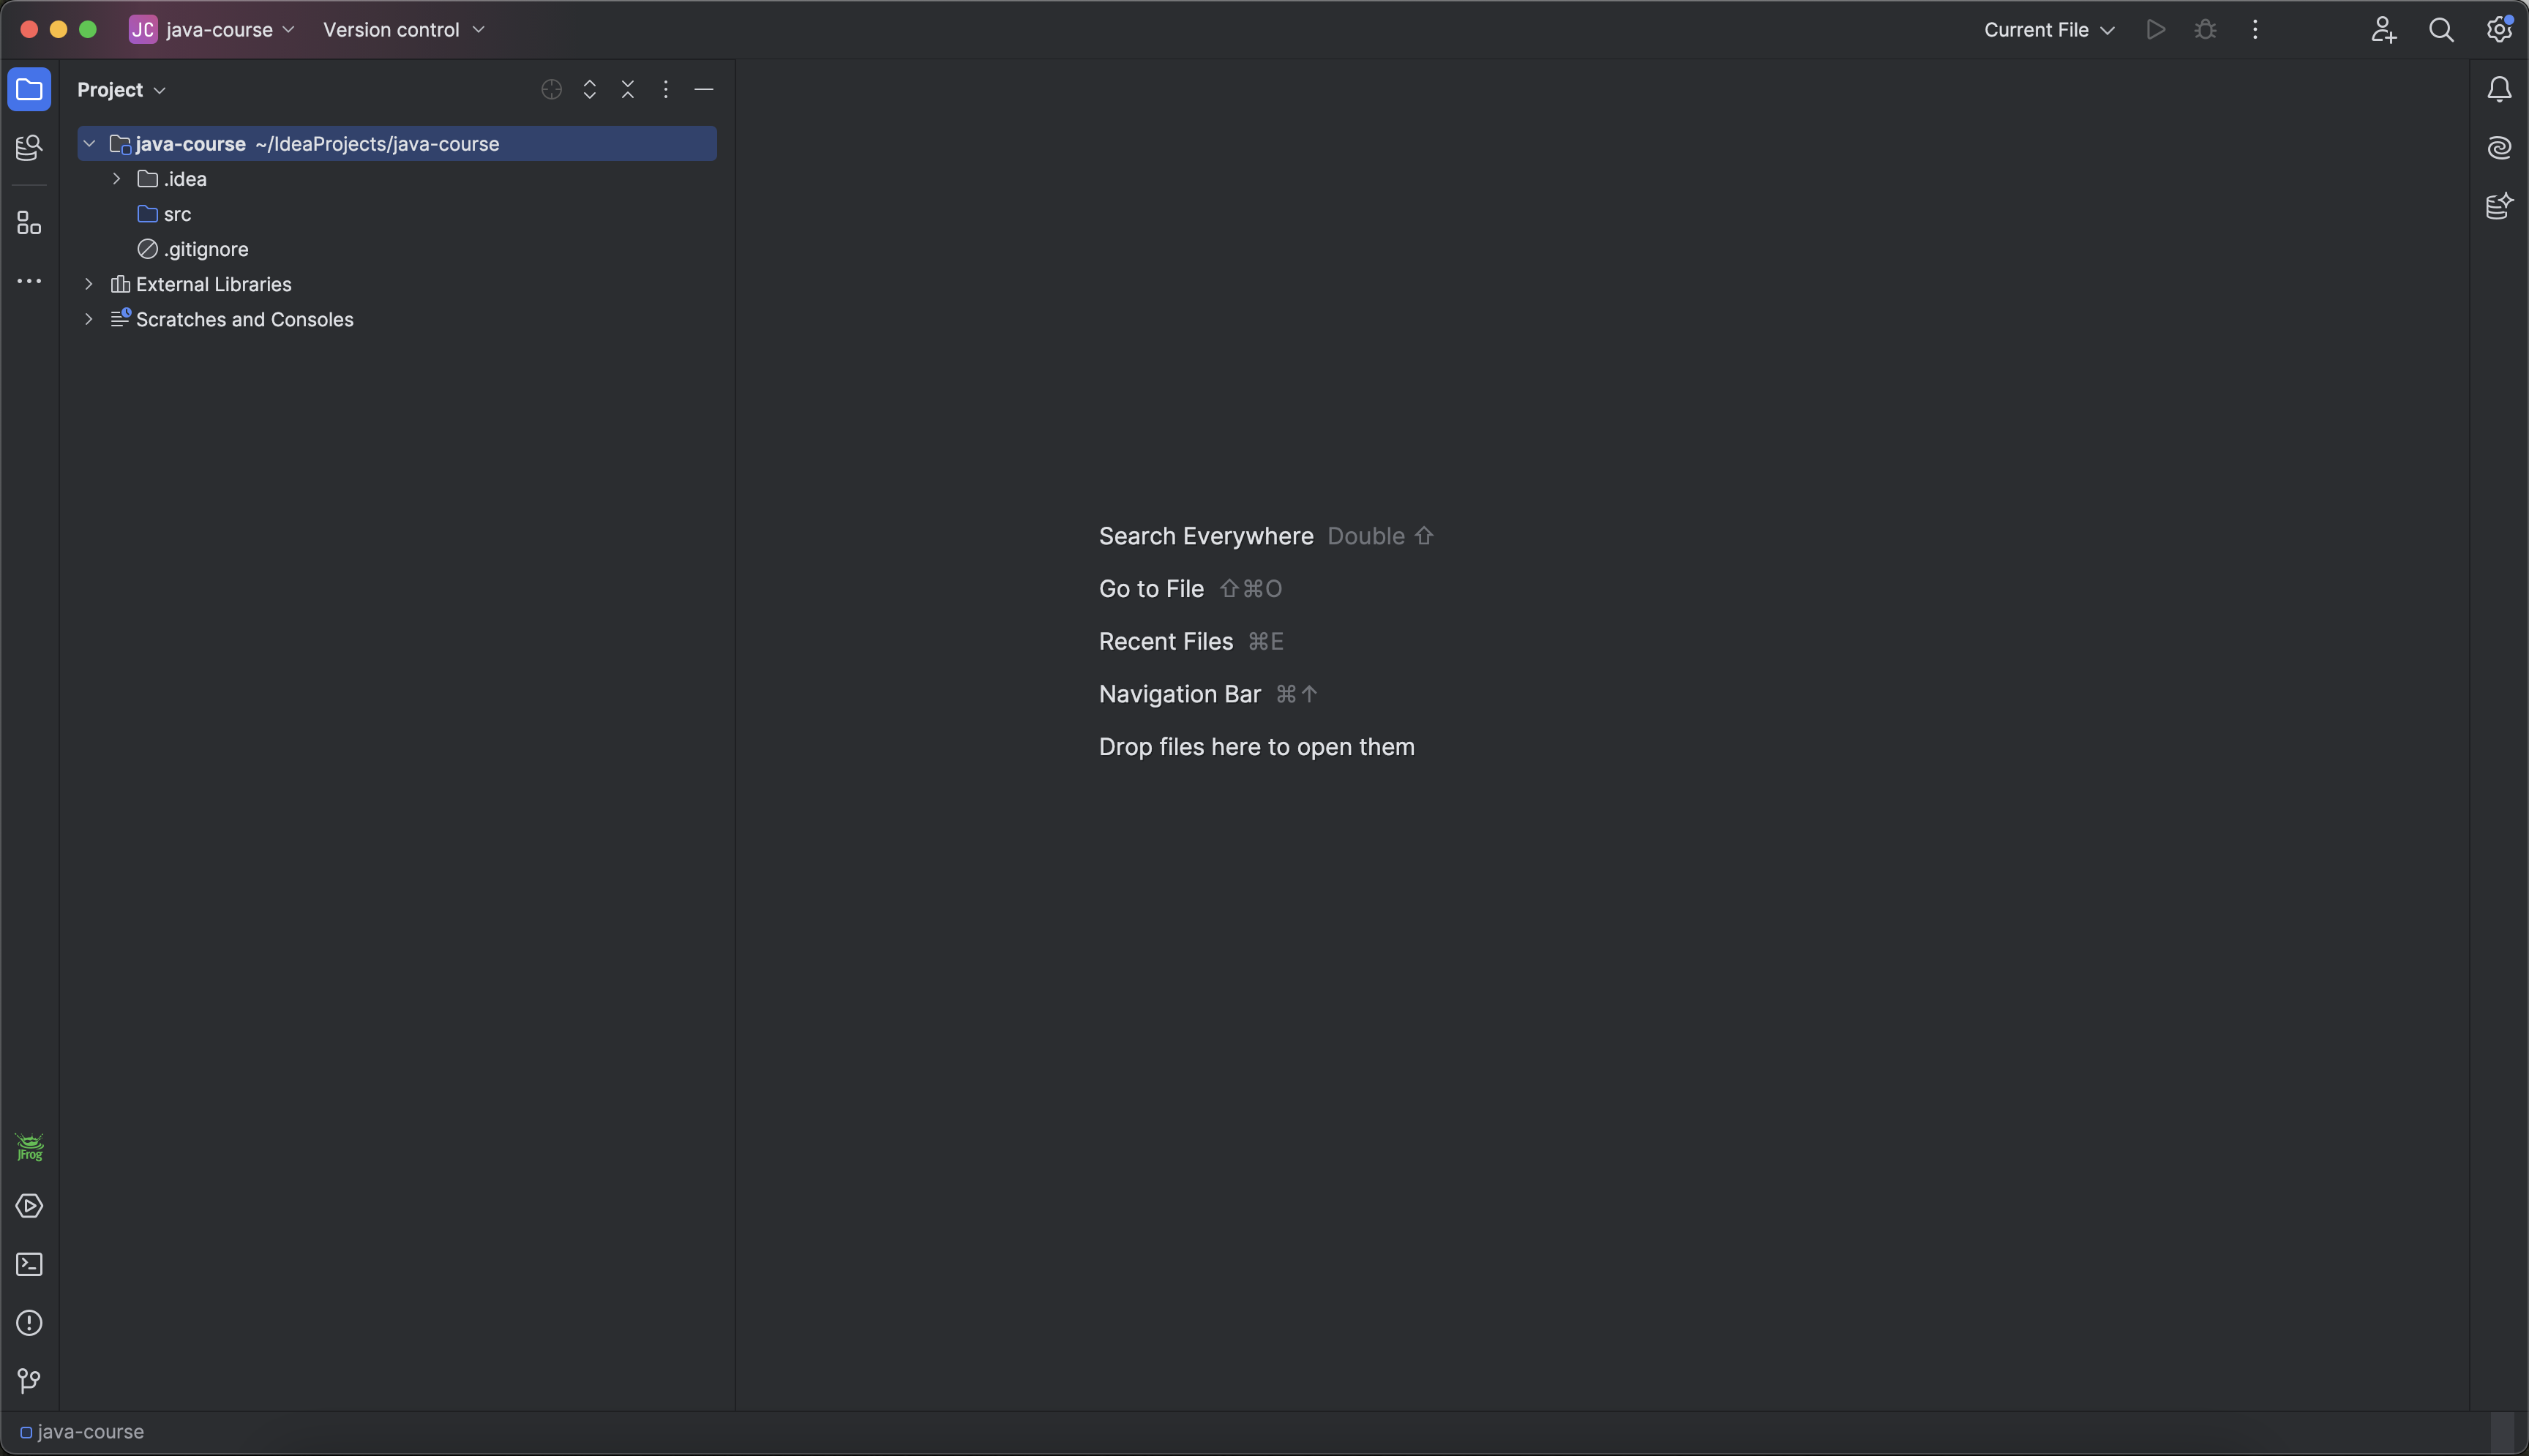 JC java-course Version control Current File
Project
java-course ~/IdeaProjects/java-course
.idea
src
.gitignore
External Libraries
Scratches and Consoles
Search Everywhere Double ⇧
Go to File ⇧⌘O
Recent Files ⌘E
Navigation Bar ⌘↑
Drop files here to open them
JFrog
java-course